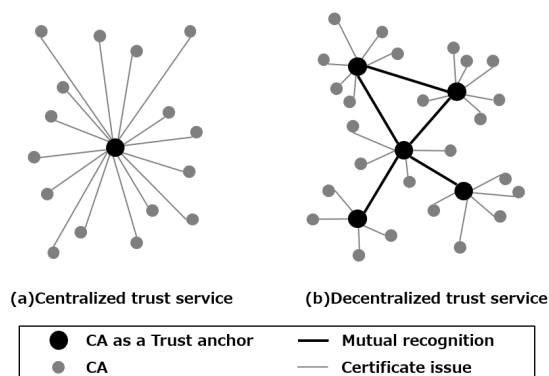 (a)Centralized trust service
(b)Decentralized trust service
CA as a Trust anchor
Mutual recognition
CA
Certificate issue